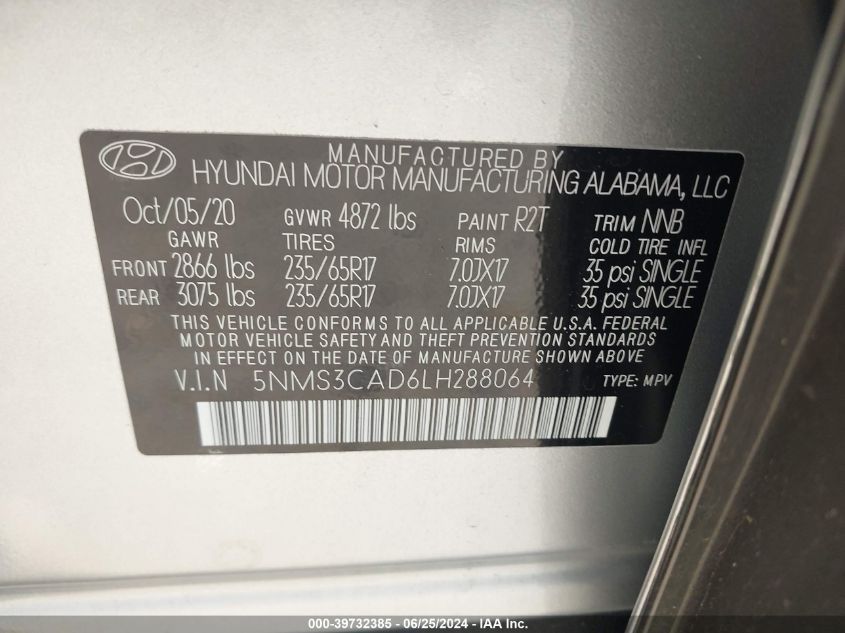 MANUFACTURED BY
HYUNDAI MOTOR MANUFACTURING ALABAMA, LLC
Oct/05/20 GVWR 4872 lbs PAINT R2T TRIM NNB
GAWR TIRES RIMS COLD TIRE INFL
FRONT 2866 lbs 235/65R17 7.0JX17 35 psi SINGLE
REAR 3075 lbs 235/65R17 7.0JX17 35 psi SINGLE
THIS VEHICLE CONFORMS TO ALL APPLICABLE U.S.A. FEDERAL
MOTOR VEHICLE SAFETY AND THEFT PREVENTION STANDARDS
IN EFFECT ON THE DATE OF MANUFACTURE SHOWN ABOVE
V.I.N 5NMS3CAD6LH288064 TYPE: MPV
000-39732385 - 06/25/2024 - IAA Inc.